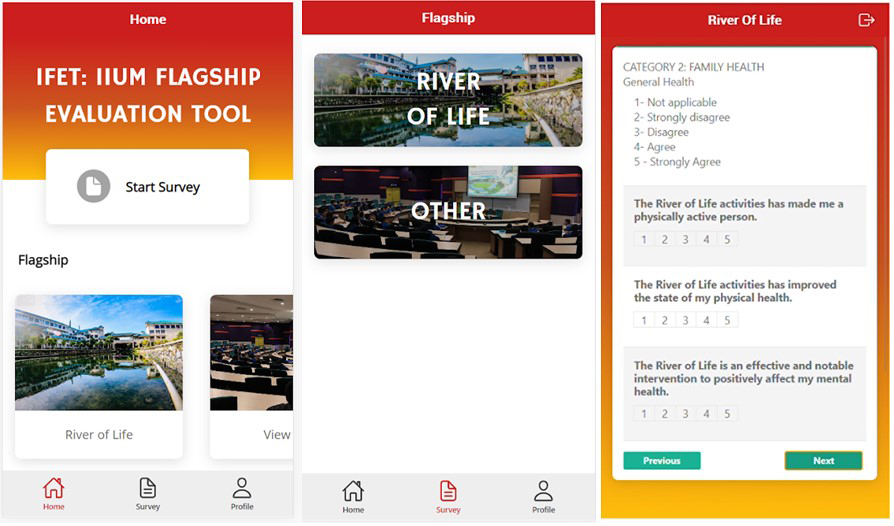 Home
IFET: IIUM FLAGSHIP
EVALUATION TOOL
Start Survey
Flagship
River of Life
View
Home
Survey
Profile
Flagship
RIVER
OF LIFE
OTHER
Home
Survey
Profile
River Of Life
CATEGORY 2: FAMILY HEALTH
General Health
1- Not applicable
2- Strongly disagree
3- Disagree
4- Agree
5 - Strongly Agree
The River of Life activities has made me a
physically active person.
1 2 3 4 5
The River of Life activities has improved
the state of my physical health.
1 2 3 4 5
The River of Life is an effective and notable
intervention to positively affect my mental
health.
1 2 3 4 5
Previous
Next